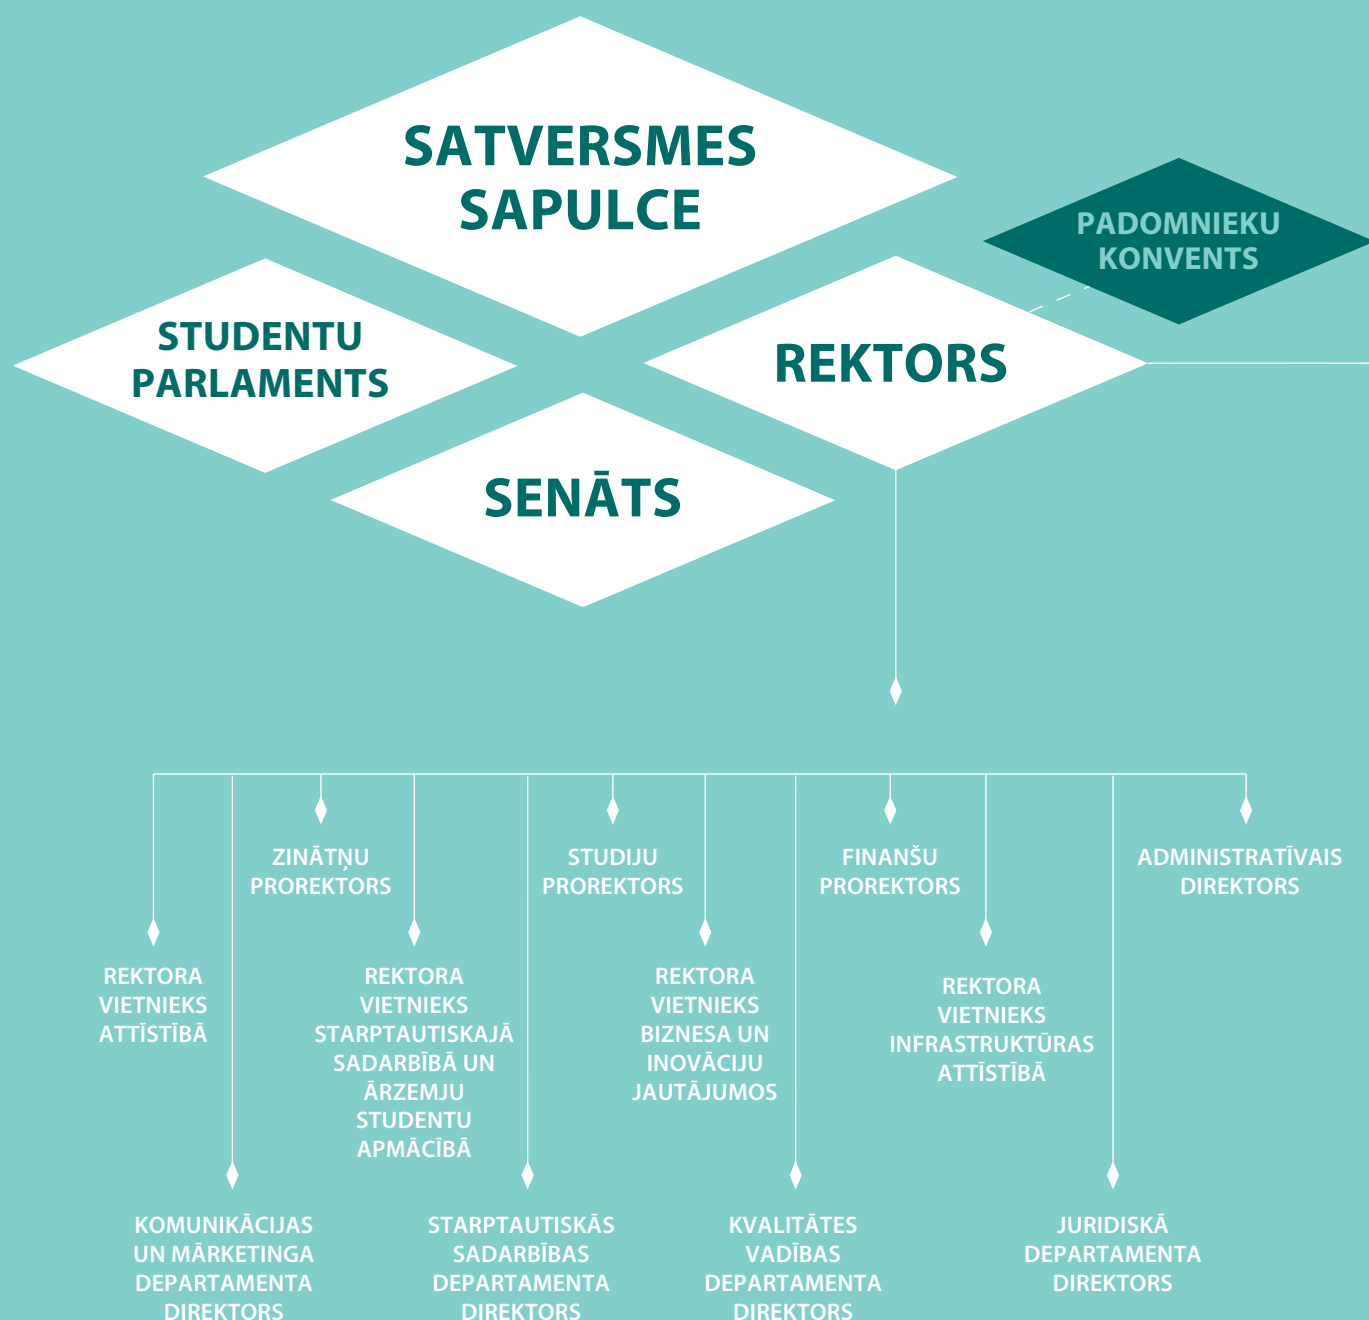 SATVERSMES
SAPULCE
PADOMNIEKU
KONVENTS
STUDENTU
PARLAMENTS
REKTORS
SENĀTS
ZINĀTŅU
PROREKTORS
STUDIJU
PROREKTORS
FINANŠU
PROREKTORS
ADMINISTRATĪVAIS
DIREKTORS
REKTORA
VIETNIEKS
ATTĪSTĪBĀ
REKTORA
VIETNIEKS
STARPTAUTISKAJĀ
SADARBĪBĀ UN
ĀRZEMJU
STUDENTU
APMĀCĪBĀ
REKTORA
VIETNIEKS
BIZNESA UN
INOVĀCIJU
JAUTĀJUMOS
REKTORA
VIETNIEKS
INFRASTRUKTŪRAS
ATTĪSTĪBĀ
KOMUNIKĀCIJAS
UN MĀRKETINGA
DEPARTAMENTA
DIREKTORS
STARPTAUTISKĀS
SADARBĪBAS
DEPARTAMENTA
DIREKTORS
KVALITĀTES
VADĪBAS
DEPARTAMENTA
DIREKTORS
JURIDISKĀ
DEPARTAMENTA
DIREKTORS